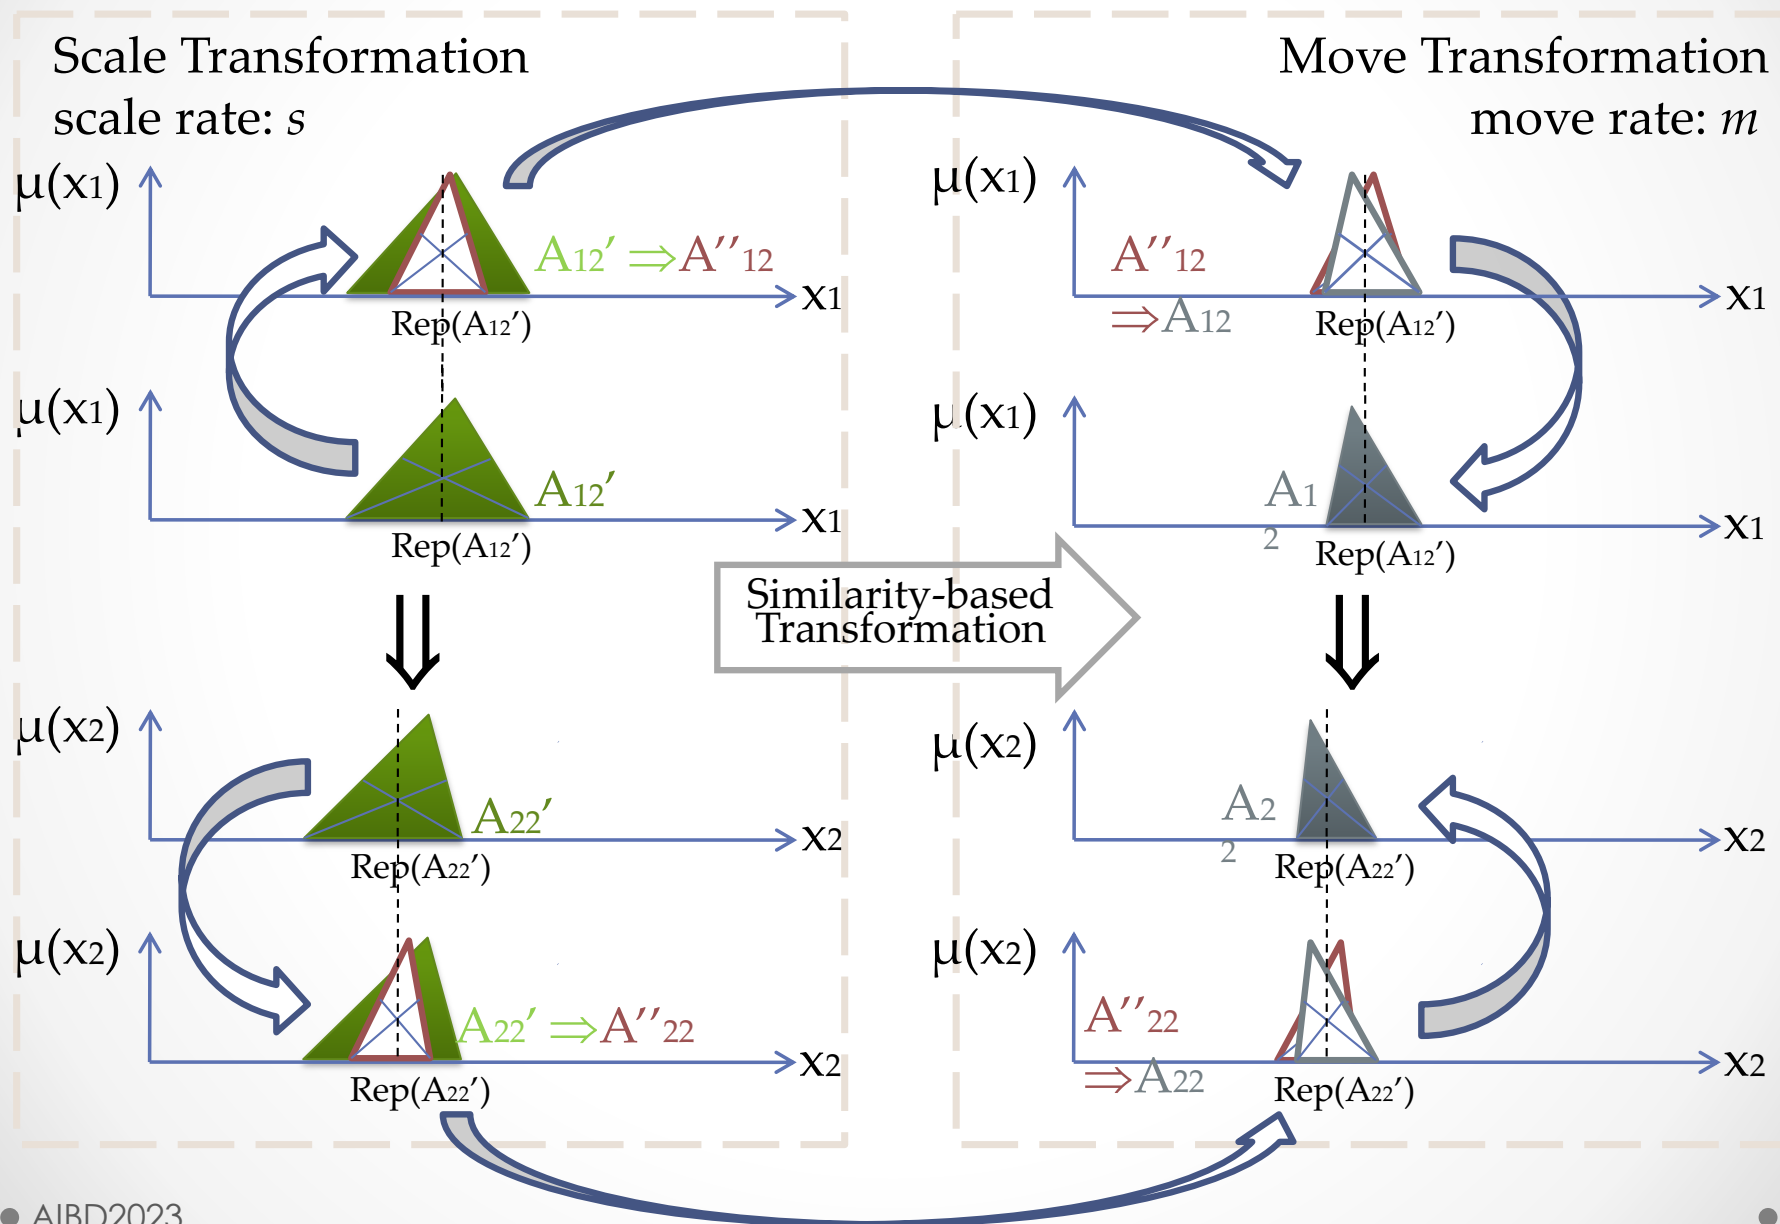 Scale Transformation
scale rate: s
μ(x1)
A12′ ⇒A′′12
x1
Rep(A12′)
μ(x1)
A12′
x1
Rep(A12′)
μ(x2)
A22′
x2
Rep(A22′)
μ(x2)
A22′ ⇒A′′22
x2
Rep(A22′)
Similarity-based
Transformation
Move Transformation
move rate: m
μ(x1)
A′′12
⇒A12
x1
Rep(A12′)
μ(x1)
A1
2
x1
Rep(A12′)
μ(x2)
A2
2
x2
Rep(A22′)
μ(x2)
A′′22
⇒A22
x2
Rep(A22′)
AIBD2023